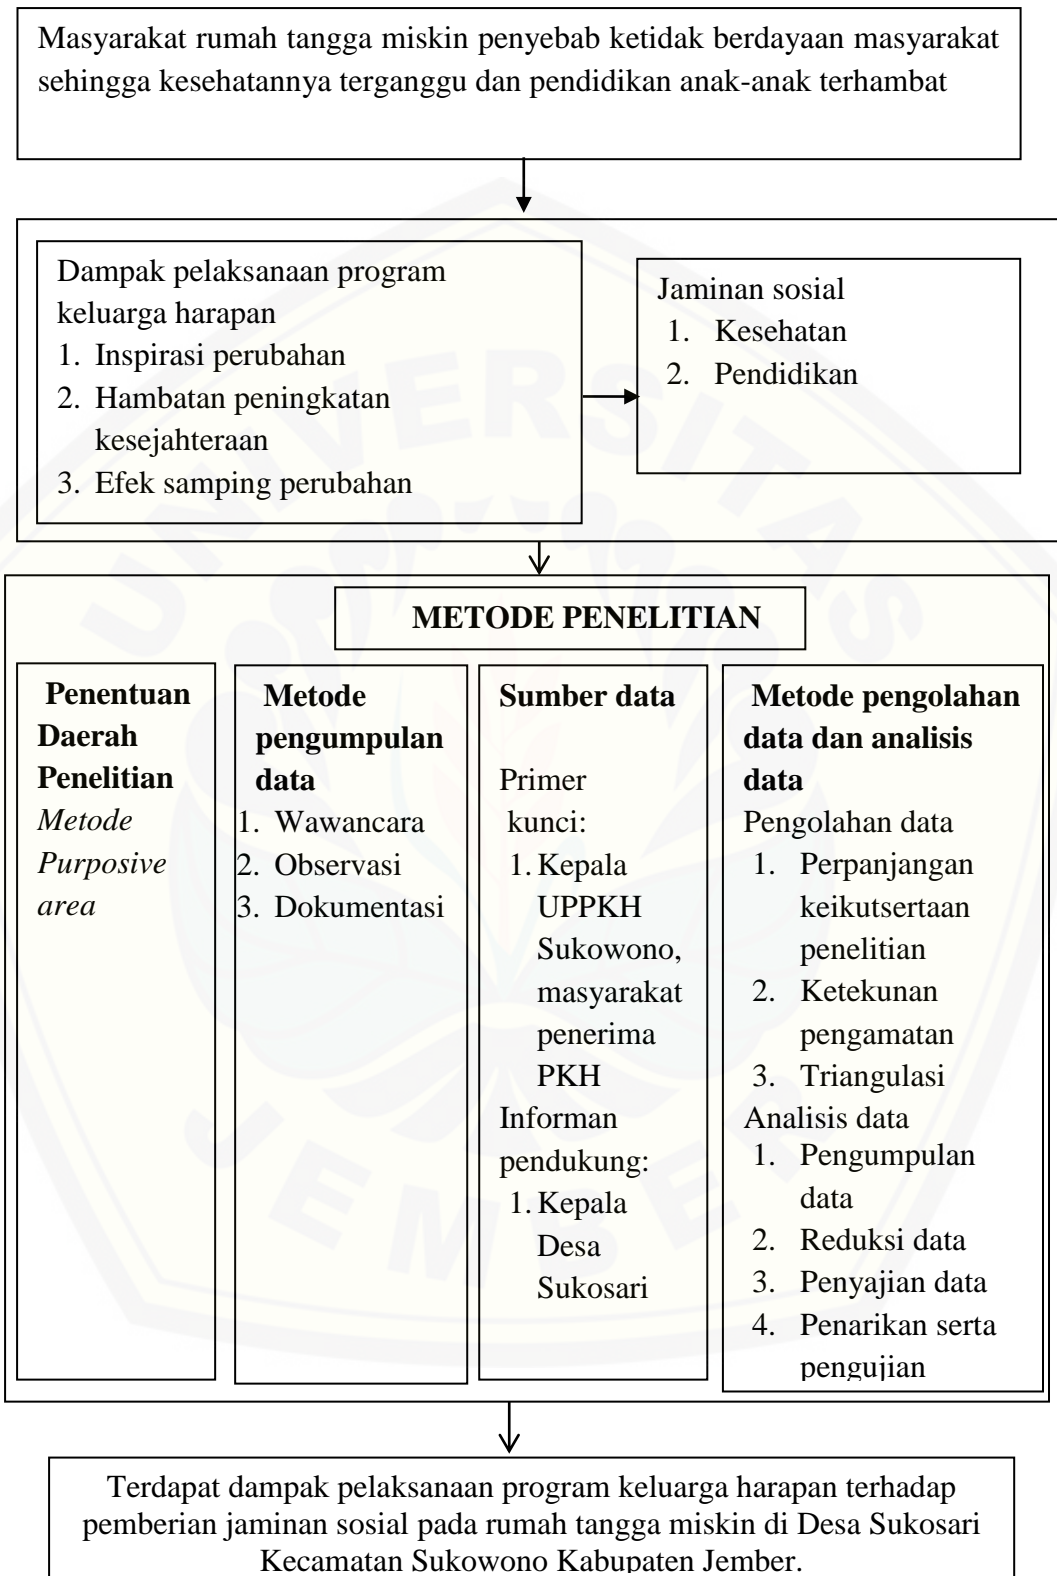 Masyarakat rumah tangga miskin penyebab ketidak berdayaan masyarakat
sehingga kesehatannya terganggu dan pendidikan anak-anak terhambat
Dampak pelaksanaan program
keluarga harapan
1. Inspirasi perubahan
2. Hambatan peningkatan
kesejahteraan
3. Efek samping perubahan
Jaminan sosial
1. Kesehatan
2. Pendidikan
METODE PENELITIAN
Penentuan
Daerah
Penelitian
Metode
Purposive
area
Metode
pengumpulan
data
1. Wawancara
2. Observasi
3. Dokumentasi
Sumber data
Primer
kunci:
1. Kepala
UPPKH
Sukowono,
masyarakat
penerima
PKH
Informan
pendukung:
1. Kepala
Desa
Sukosari
Metode pengolahan
data dan analisis
data
Pengolahan data
1. Perpanjangan
keikutsertaan
penelitian
2. Ketekunan
pengamatan
3. Triangulasi
Analisis data
1. Pengumpulan
data
2. Reduksi data
3. Penyajian data
4. Penarikan serta
pengujian
Terdapat dampak pelaksanaan program keluarga harapan terhadap
pemberian jaminan sosial pada rumah tangga miskin di Desa Sukosari
Kecamatan Sukowono Kabupaten Jember.
UNIVERSITAS
JEMBER